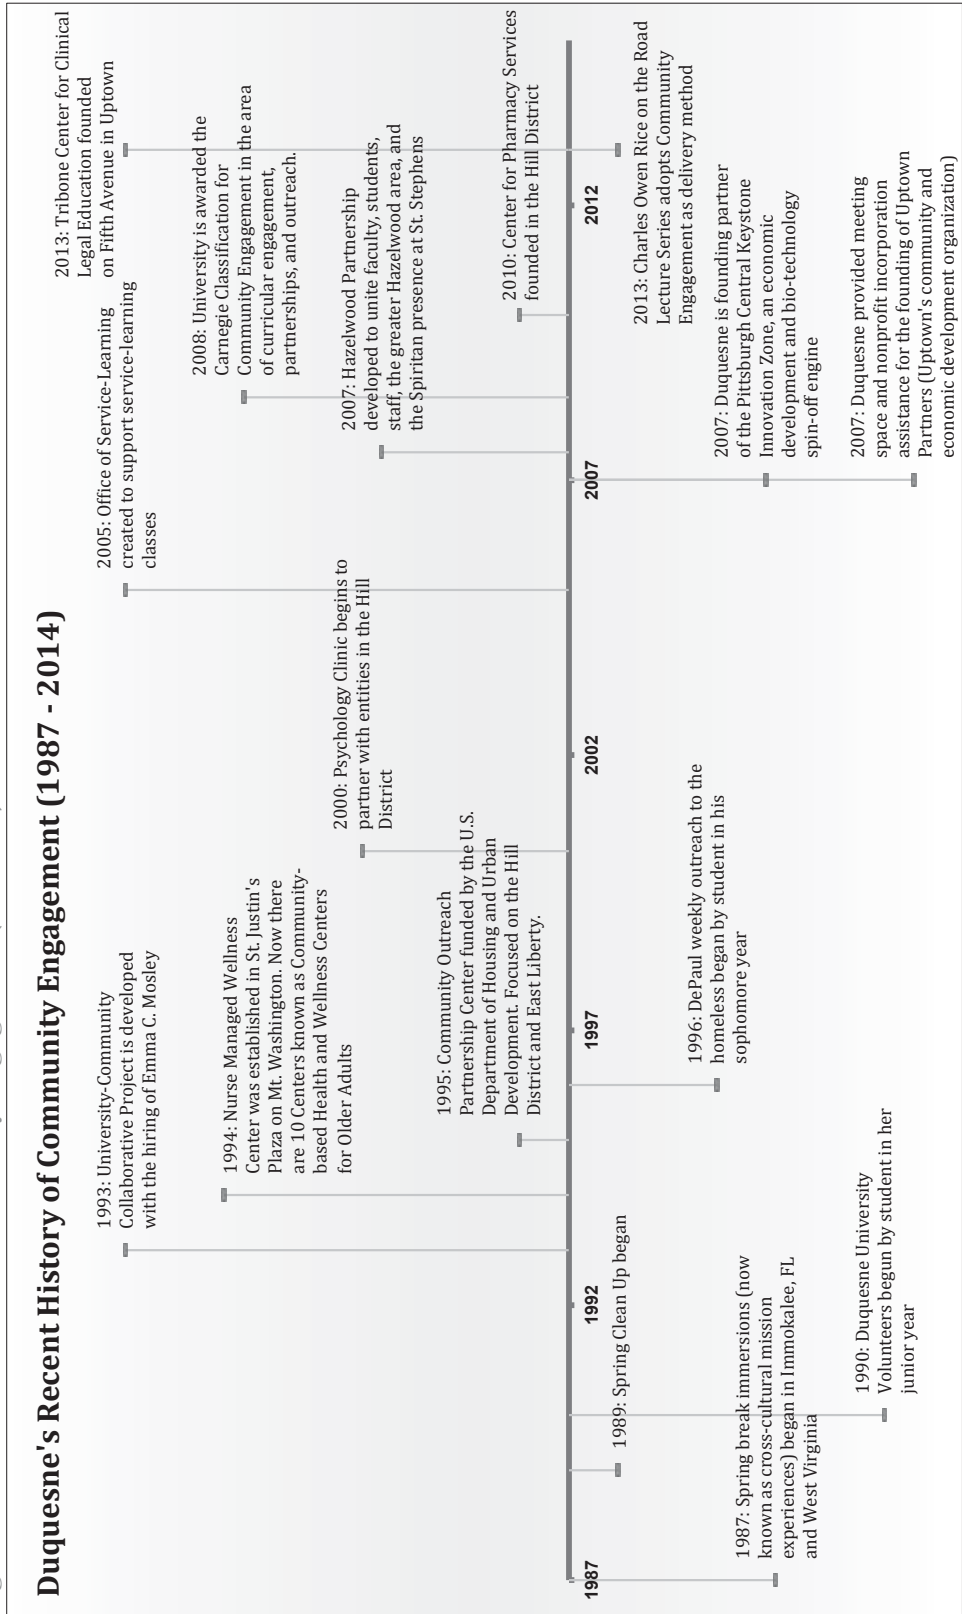 Duquesne's Recent History of Community Engagement (1987 - 2014)
1993: University-Community
Collaborative Project is developed
with the hiring of Emma C. Mosley
2005: Office of Service-Learning
created to support service-learning
classes
2013: Tribone Center for Clinical
Legal Education founded
on Fifth Avenue in Uptown
1994: Nurse Managed Wellness
Center was established in St. Justin's
Plaza on Mt. Washington. Now there
are 10 Centers known as Community-
based Health and Wellness Centers
for Older Adults
2008: University is awarded the
Carnegie Classification for
Community Engagement in the area
of curricular engagement,
partnerships, and outreach.
2000: Psychology Clinic begins to
partner with entities in the Hill
District
2007: Hazelwood Partnership
developed to unite faculty, students,
staff, the greater Hazelwood area, and
the Spiritan presence at St. Stephens
1995: Community Outreach
Partnership Center funded by the U.S.
Department of Housing and Urban
Development. Focused on the Hill
District and East Liberty.
2010: Center for Pharmacy Services
founded in the Hill District
1987
1992
1997
2002
2007
2012
1989: Spring Clean Up began
2013: Charles Owen Rice on the Road
Lecture Series adopts Community
Engagement as delivery method
1996: DePaul weekly outreach to the
homeless began by student in his
sophomore year
2007: Duquesne is founding partner
of the Pittsburgh Central Keystone
Innovation Zone, an economic
development and bio-technology
spin-off engine
1987: Spring break immersions (now
known as cross-cultural mission
experiences) began in Immokalee, FL
and West Virginia
1990: Duquesne University
Volunteers begun by student in her
junior year
2007: Duquesne provided meeting
space and nonprofit incorporation
assistance for the founding of Uptown
Partners (Uptown's community and
economic development organization)